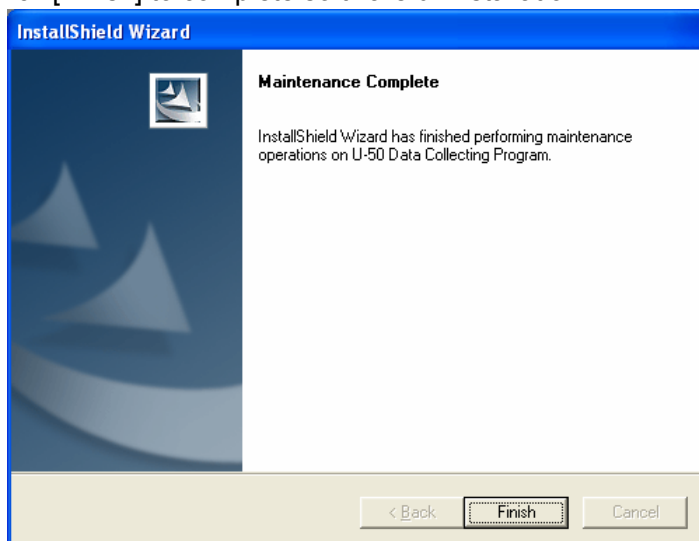 InstallShield Wizard
Maintenance Complete
InstallShield Wizard has finished performing maintenance
operations on U-50 Data Collecting Program.
< Back Finish Cancel